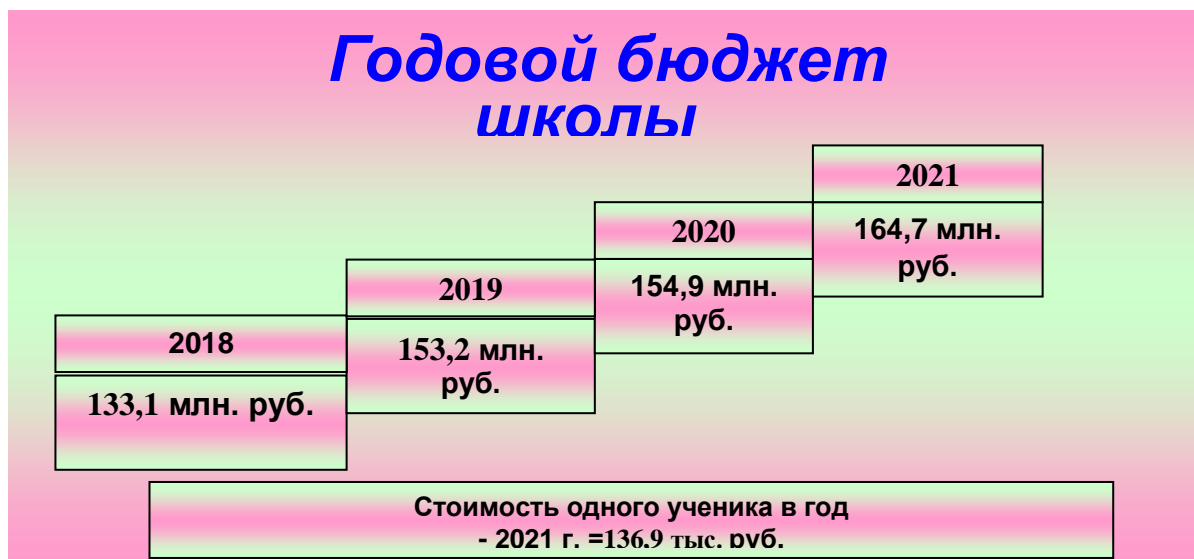 Годовой бюджет
школы
2021
164,7 млн.
руб.
2020
154,9 млн.
руб.
2019
153,2 млн.
руб.
2018
133,1 млн. руб.
Стоимость одного ученика в год
- 2021 г. =136,9 тыс. руб.